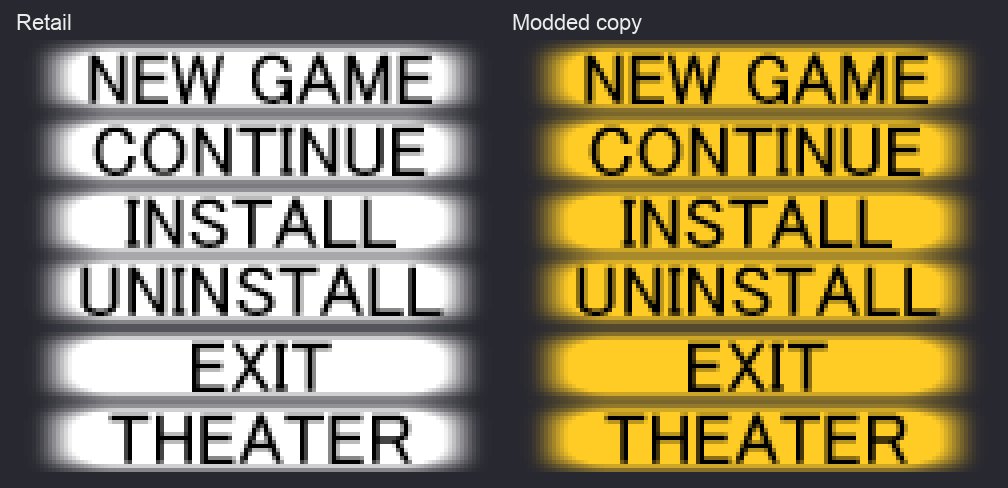 Retail
NEW GAME
CONTINUE
INSTALL
UNINSTALL
EXIT
THEATER
Modded copy
NEW GAME
CONTINUE
INSTALL
UNINSTALL
EXIT
THEATER